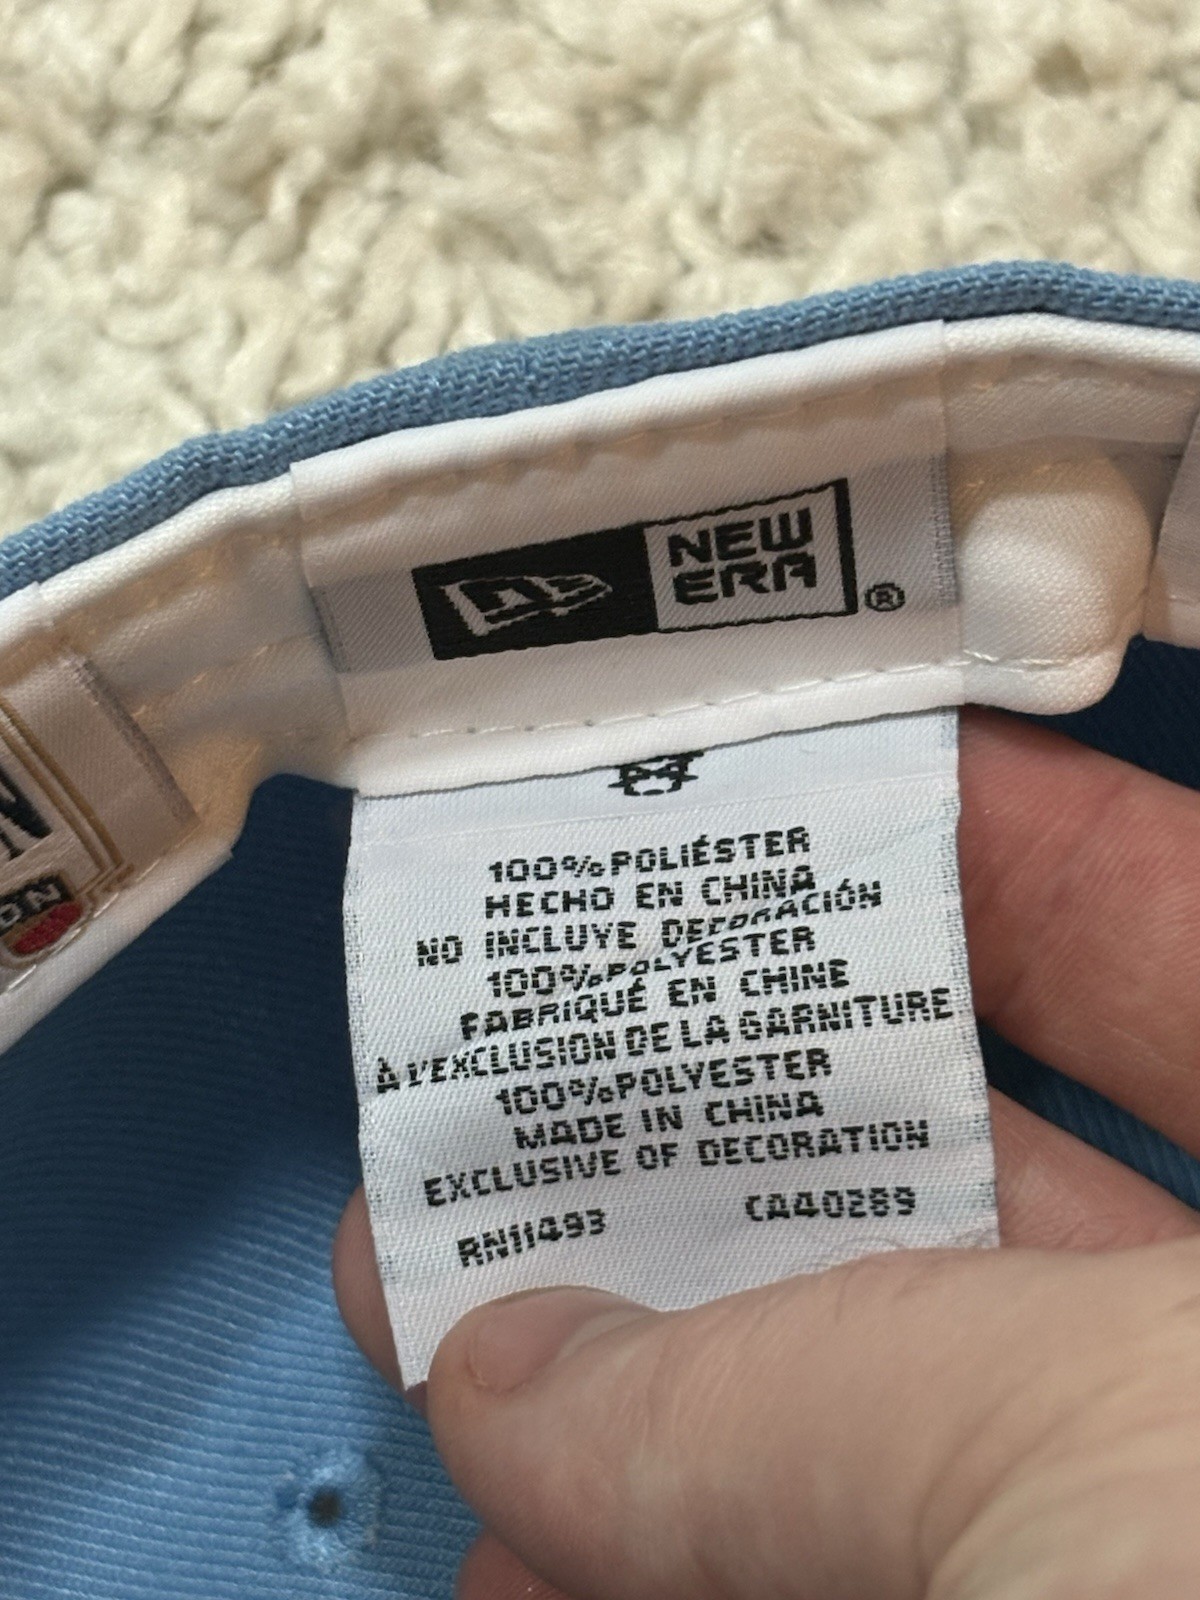 NEW
ERA®
ON
100% POLIÉSTER
HECHO EN CHINA
NO INCLUYE DECORACIÓN
100% POLYESTER
FABRIQUÉ EN CHINE
À L'EXCLUSION DE LA GARNITURE
100% POLYESTER
MADE IN CHINA
EXCLUSIVE OF DECORATION
RN11493 CA40289